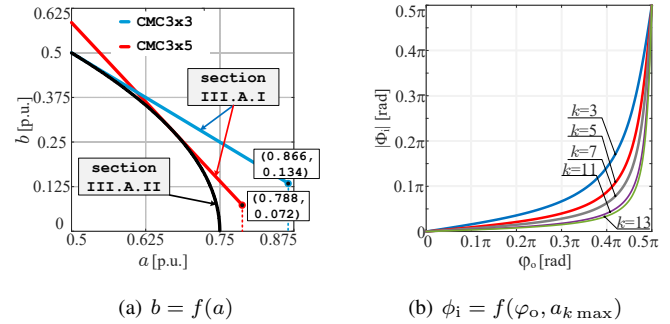 0.625
0.5
0.375
0.25
0.125
0
b [p.u.]
CMC3x3
CMC3x5
section
III.A.I
section
III.A.II
(0.866,
0.134)
(0.788,
0.072)
0.5
0.625
0.75
0.875
a [p.u.]
(a) b = f(a)
0.5π
0.4π
0.3π
0.2π
0.1π
0.1π
0
|Φi| [rad]
k=3
k=5
k=7
k=11
k=13
0
0.1π
0.2π
0.3π
0.4π
0.5π
φo [rad]
(b) ϕi = f(φo, ak max)